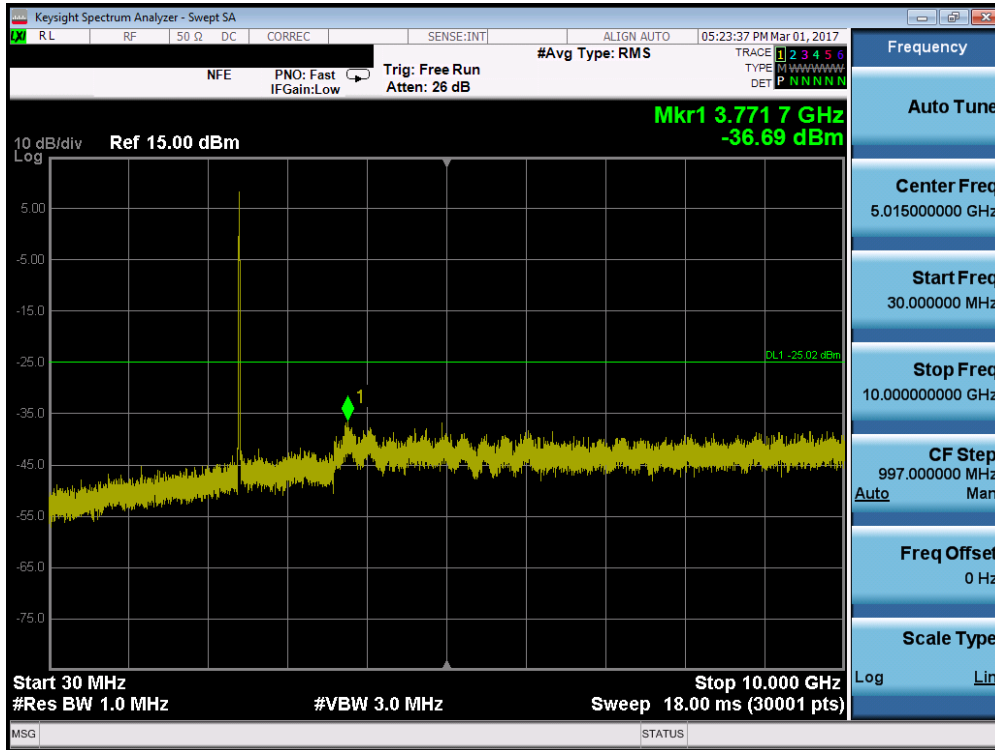 Keysight Spectrum Analyzer - Swept SA
LXI RL RF 50 Ω DC CORREC SENSE:INT ALIGN AUTO 05:23:37 PM Mar 01, 2017
Frequency
NFE PNO: Fast Trig: Free Run #Avg Type: RMS TRACE 1 2 3 4 5 6
IFGain:Low Atten: 26 dB TYPE M WWWWW
DET P N N N N N
Auto Tune
Mkr1 3.771 7 GHz
-36.69 dBm
10 dB/div Ref 15.00 dBm
Log
5.00
-5.00
-15.0
-25.0
-35.0
-45.0
-55.0
-65.0
-75.0
DL1 -25.02 dBm
1
Center Freq
5.015000000 GHz
Start Freq
30.000000 MHz
Stop Freq
10.000000000 GHz
CF Step
997.000000 MHz
Auto Man
Freq Offset
0 Hz
Scale Type
Log Lin
Start 30 MHz Stop 10.000 GHz
#Res BW 1.0 MHz #VBW 3.0 MHz Sweep 18.00 ms (30001 pts)
MSG STATUS